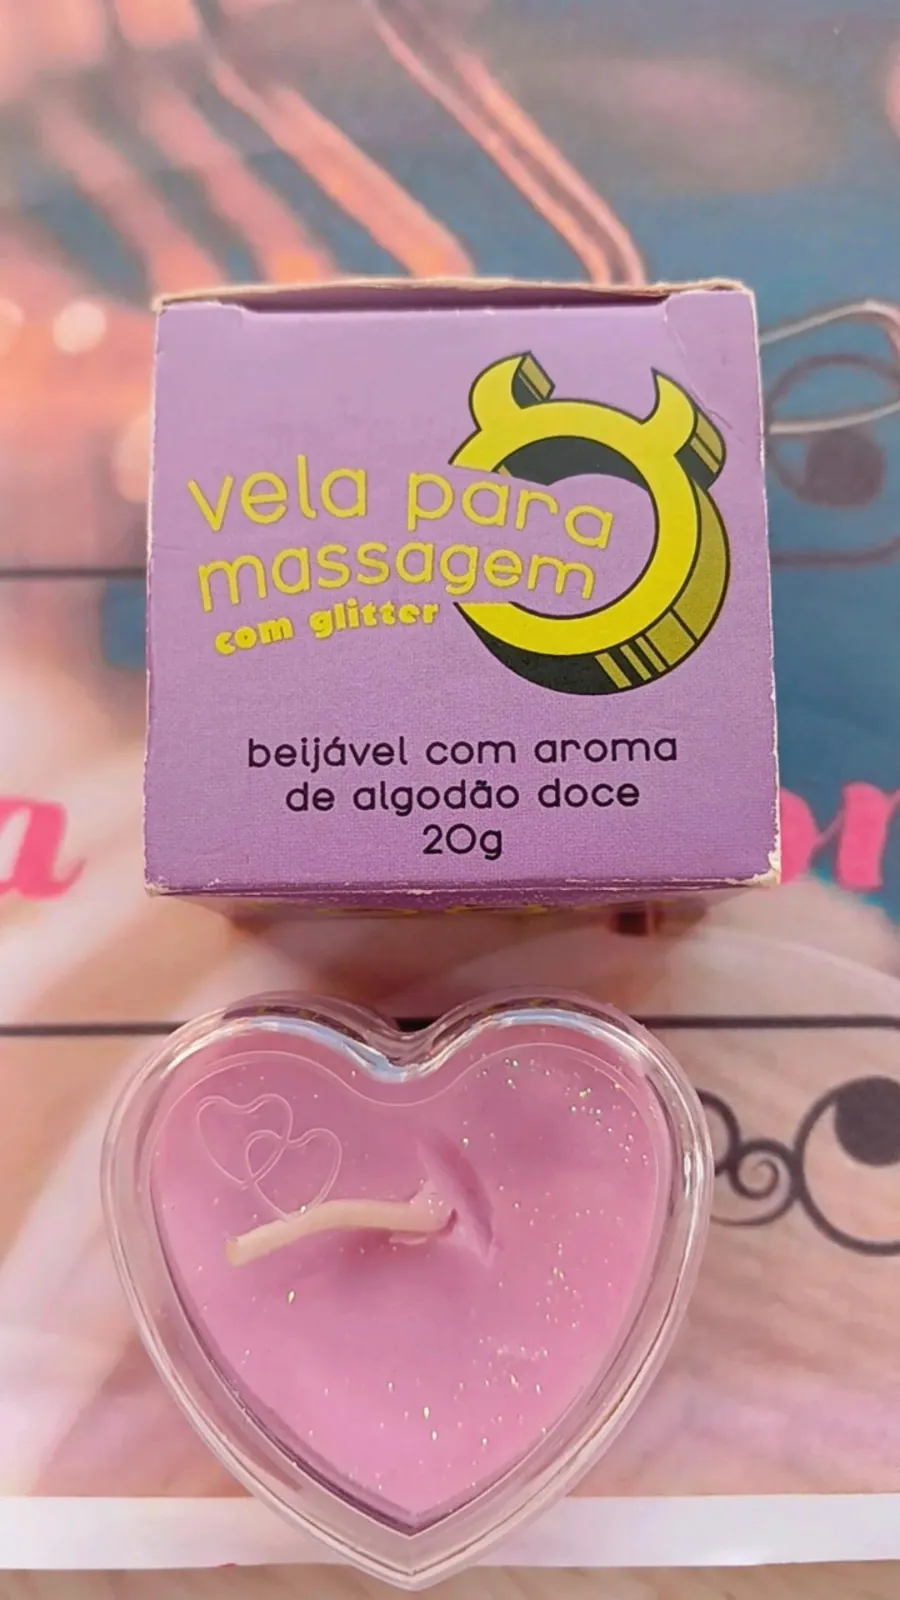 vela para
massagem
com glitter
beijável com aroma
de algodão doce
20g